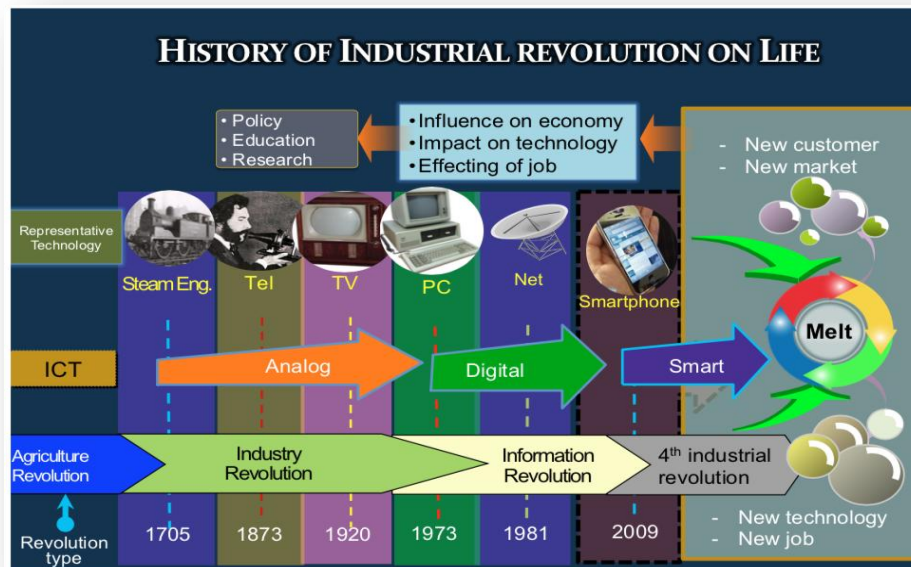 HISTORY OF INDUSTRIAL REVOLUTION ON LIFE
• Policy
• Education
• Research
• Influence on economy
• Impact on technology
• Effecting of job
- New customer
- New market
Representative
Technology
Steam Eng.
Tel
TV
PC
Net
Smartphone
ICT
Analog
Digital
Smart
Melt
Agriculture
Revolution
Industry
Revolution
Information
Revolution
4th industrial
revolution
Revolution
type
1705
1873
1920
1973
1981
2009
- New technology
- New job